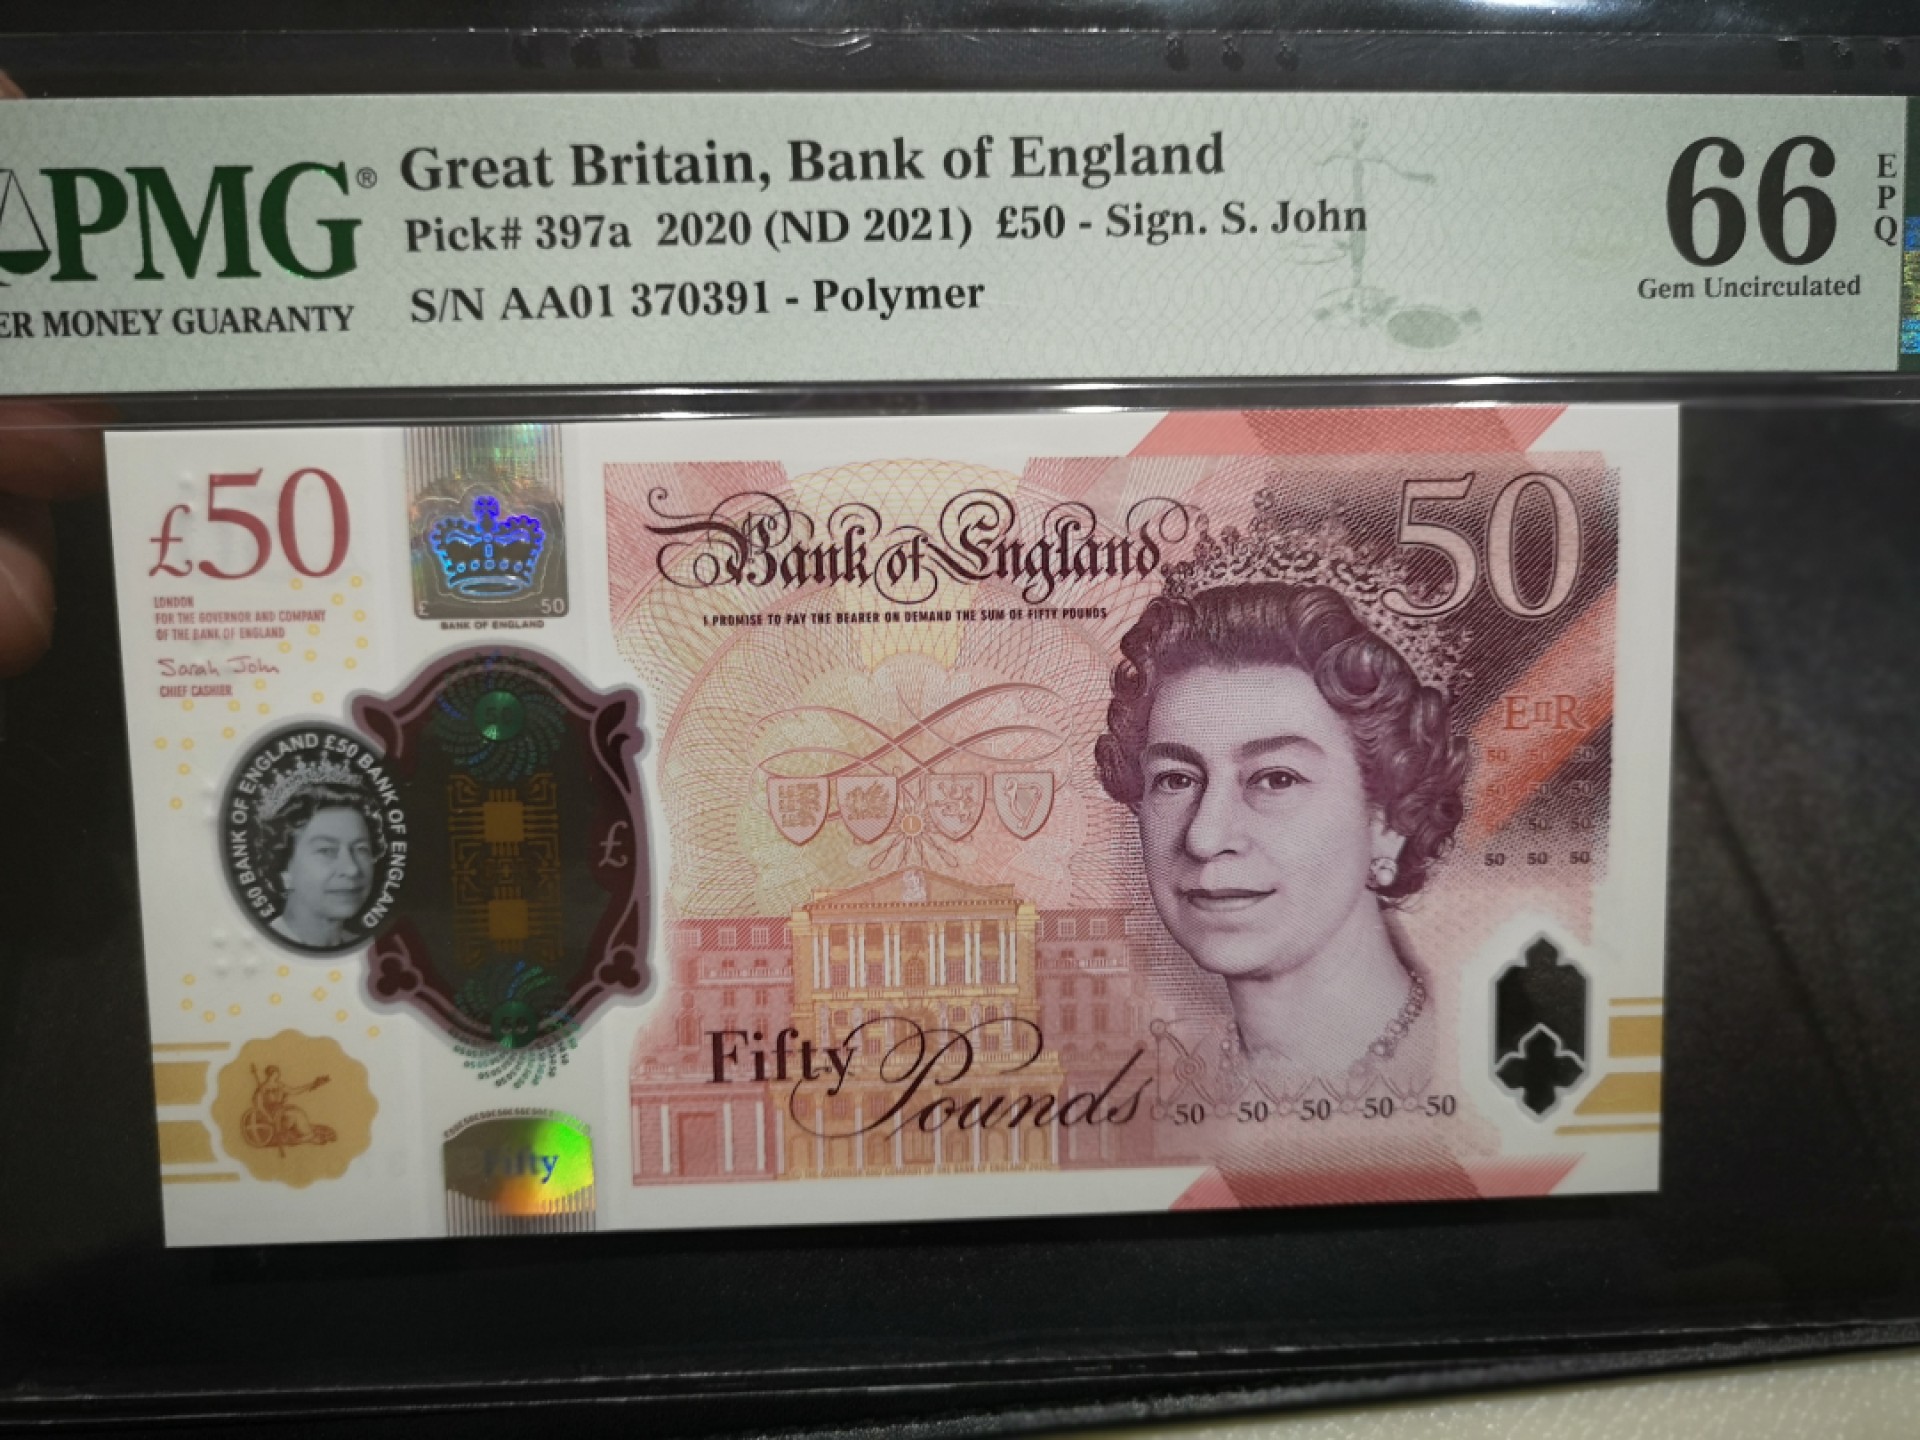 PMG®
ER MONEY GUARANTY
Great Britain, Bank of England
Pick# 397a 2020 (ND 2021) £50 - Sign. S. John
S/N AA01 370391 - Polymer
66
EPQ
Gem Uncirculated
£50
LONDON
FOR THE GOVERNOR AND COMPANY
OF THE BANK OF ENGLAND
Sarah John
CHIEF CASHIER
£ 50
BANK OF ENGLAND
Bank of England
I PROMISE TO PAY THE BEARER ON DEMAND THE SUM OF FIFTY POUNDS
50
EIIR
50 50 50
50 50 50
50 50
50 50 50
£50 BANK OF ENGLAND £50 BANK OF ENGLAND
£
Fifty Pounds
50 50 50 50 50
Fifty